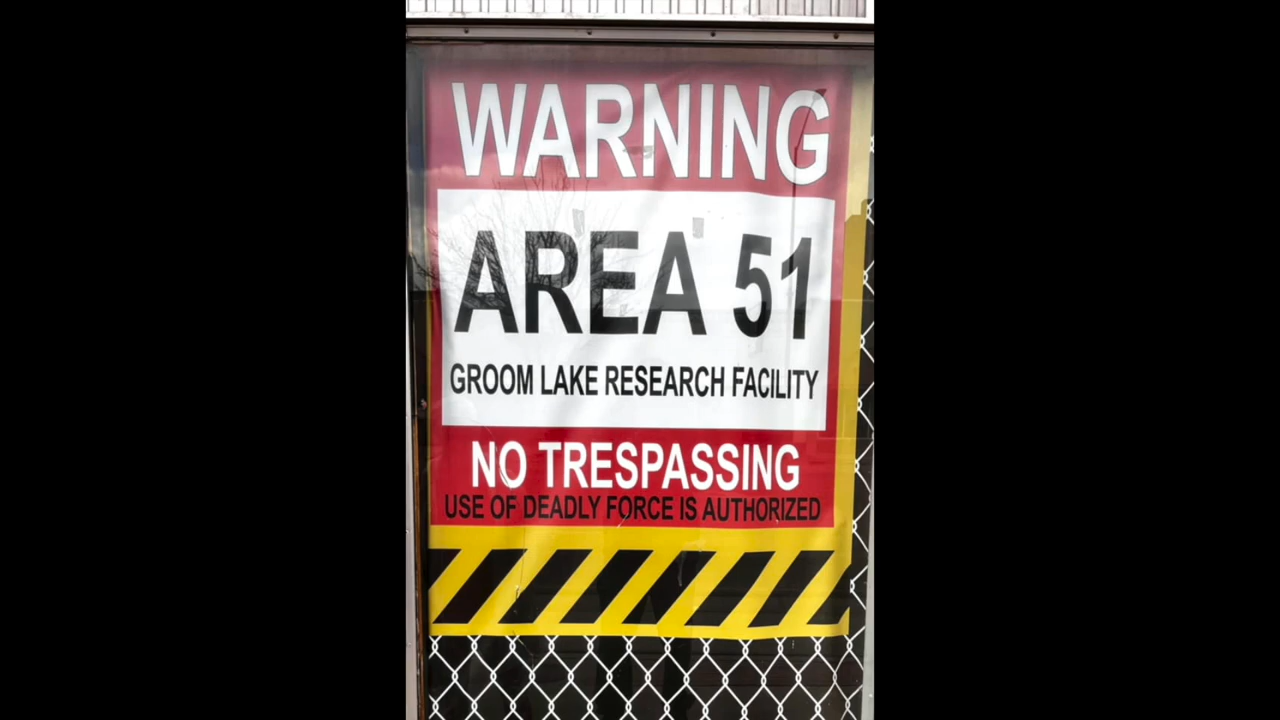 WARNING
AREA 51
GROOM LAKE RESEARCH FACILITY
NO TRESPASSING
USE OF DEADLY FORCE IS AUTHORIZED